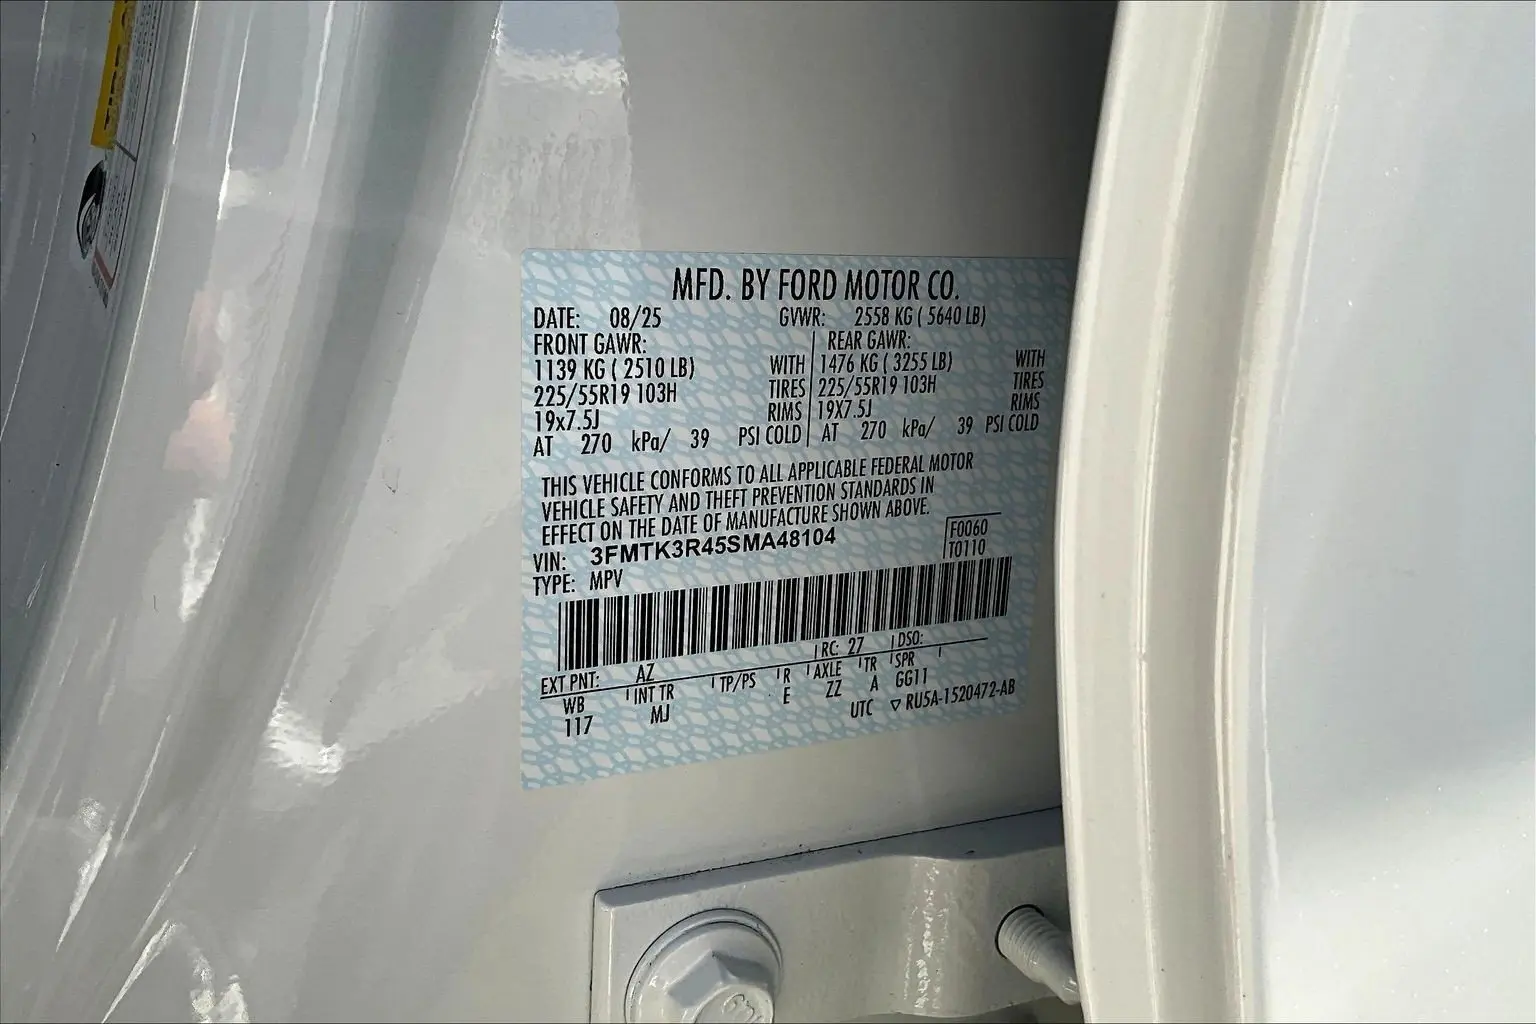 MFD. BY FORD MOTOR CO.
DATE: 08/25 GVWR: 2558 KG ( 5640 LB)
FRONT GAWR: REAR GAWR:
1139 KG ( 2510 LB) WITH 1476 KG ( 3255 LB) WITH
225/55R19 103H TIRES 225/55R19 103H TIRES
19x7.5J RIMS 19X7.5J RIMS
AT 270 kPa/ 39 PSI COLD AT 270 kPa/ 39 PSI COLD
THIS VEHICLE CONFORMS TO ALL APPLICABLE FEDERAL MOTOR
VEHICLE SAFETY AND THEFT PREVENTION STANDARDS IN
EFFECT ON THE DATE OF MANUFACTURE SHOWN ABOVE.
VIN: 3FMTK3R45SMA48104 F0060
TYPE: MPV T0110
EXT PNT: AZ RC: 27 DSO:
WB INT TR TP/PS R AXLE TR SPR
117 MJ E ZZ A GG11
UTC ▽ RU5A-1520472-AB